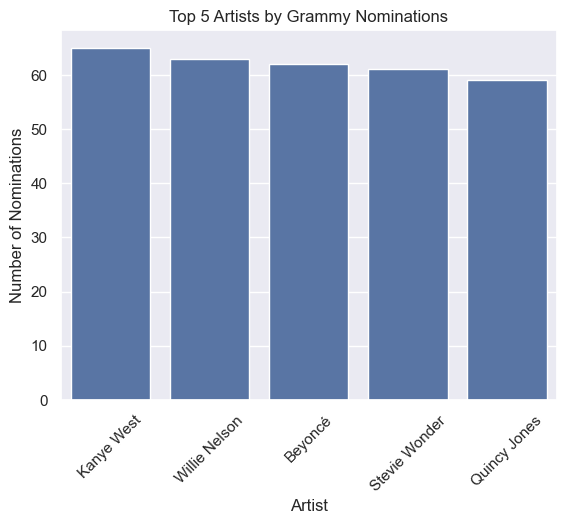 Top 5 Artists by Grammy Nominations
Number of Nominations
60
50
40
30
20
10
0
Kanye West
Willie Nelson
Beyoncé
Stevie Wonder
Quincy Jones
Artist